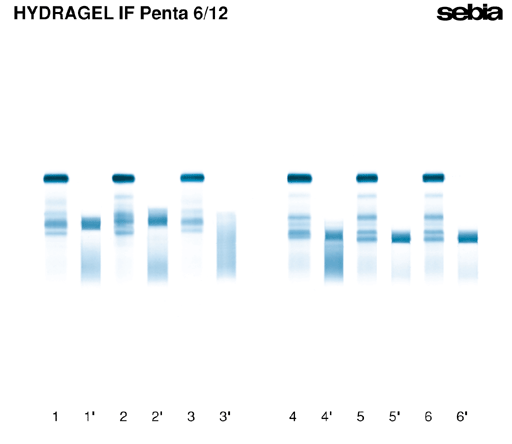 HYDRAGEL IF Penta 6/12 sebia
1 1' 2 2' 3 3' 4 4' 5 5' 6 6'